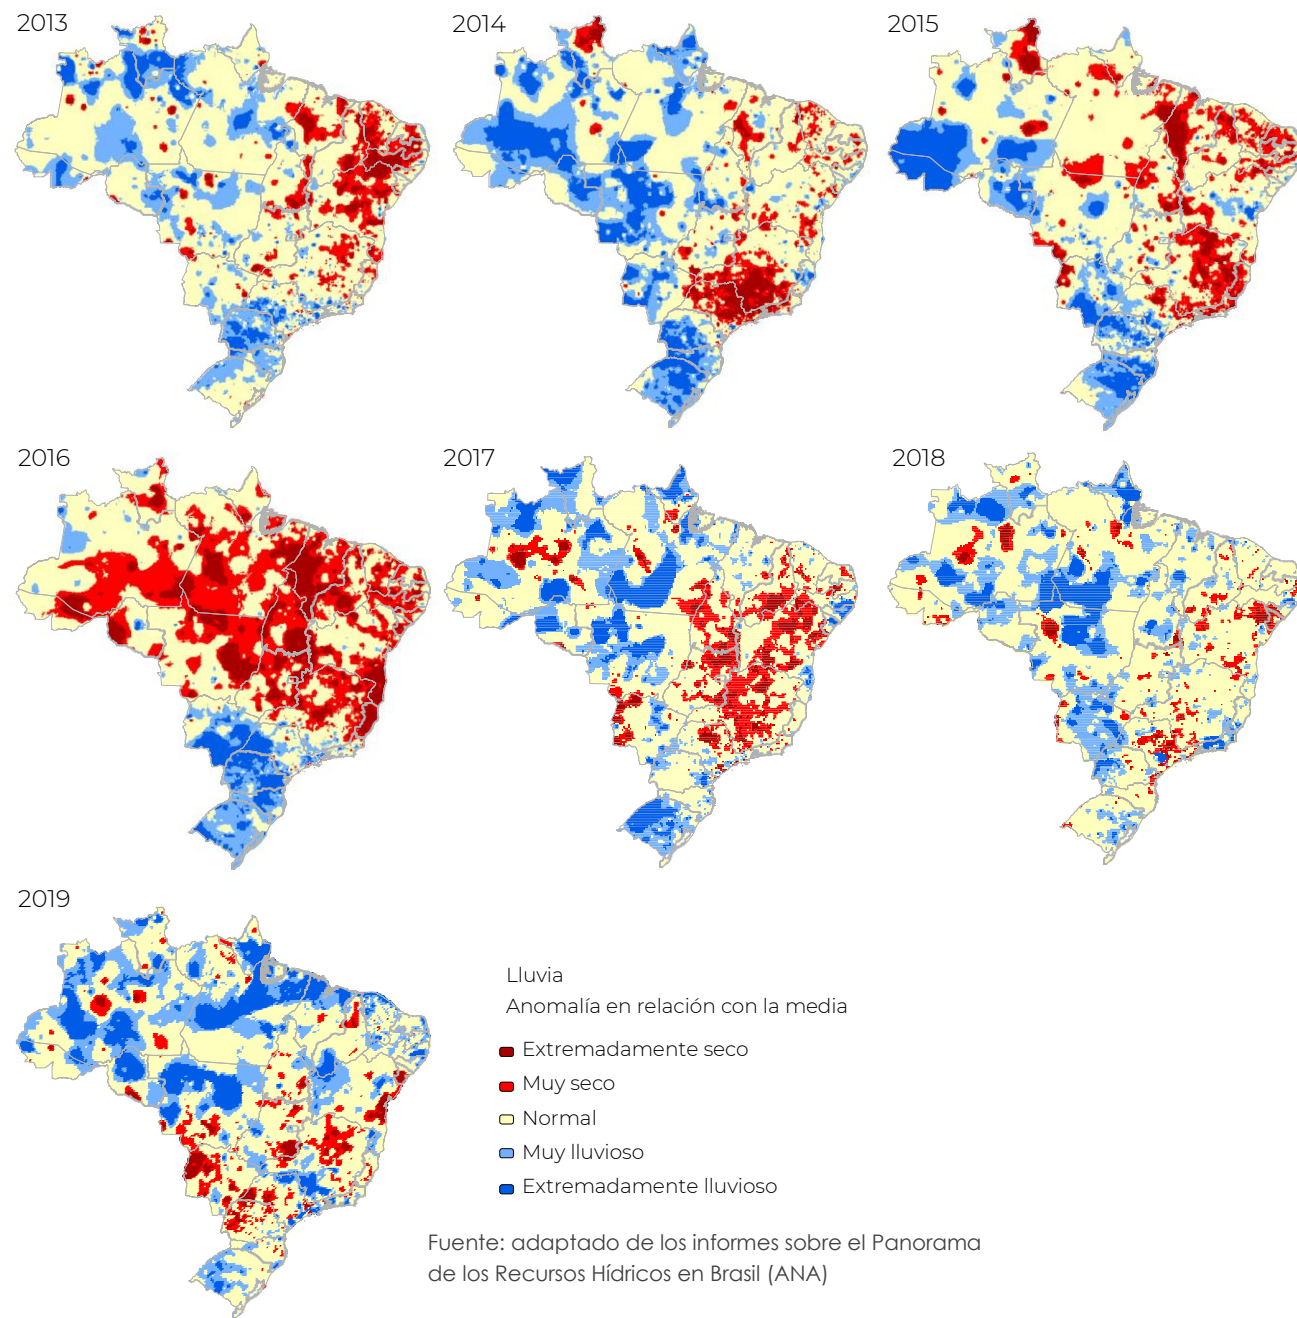 2013
2014
2015
2016
2017
2018
2019
Lluvia
Anomalía en relación con la media
Extremadamente seco
Muy seco
Normal
Muy lluvioso
Extremadamente lluvioso
Fuente: adaptado de los informes sobre el Panorama
de los Recursos Hídricos en Brasil (ANA)